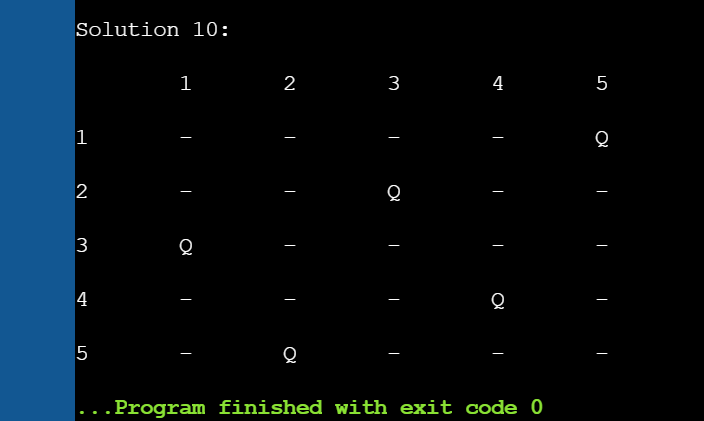 Solution 10:
1 2 3 4 5
1 - - - - Q
2 - - Q - -
3 Q - - - -
4 - - - Q -
5 - Q - - -
...Program finished with exit code 0